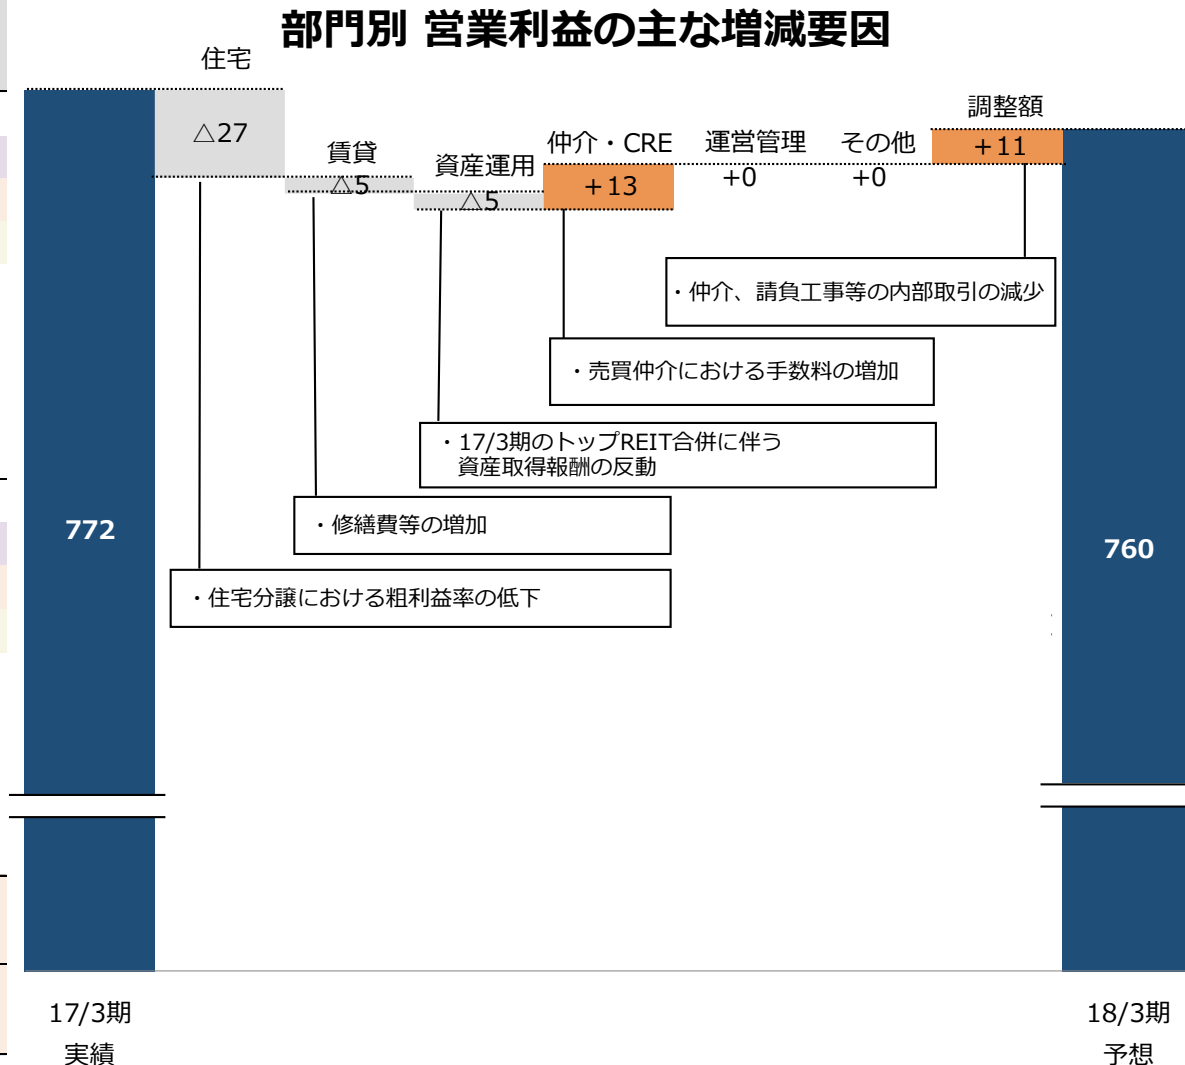 部門別 営業利益の主な増減要因
住宅
△27
賃貸
△5
資産運用
△5
仲介・CRE
+13
運営管理
+0
その他
+0
調整額
+11
・仲介、請負工事等の内部取引の減少
・売買仲介における手数料の増加
・17/3期のトップREIT合併に伴う
資産取得報酬の反動
・修繕費等の増加
・住宅分譲における粗利益率の低下
772
760
17/3期
実績
18/3期
予想